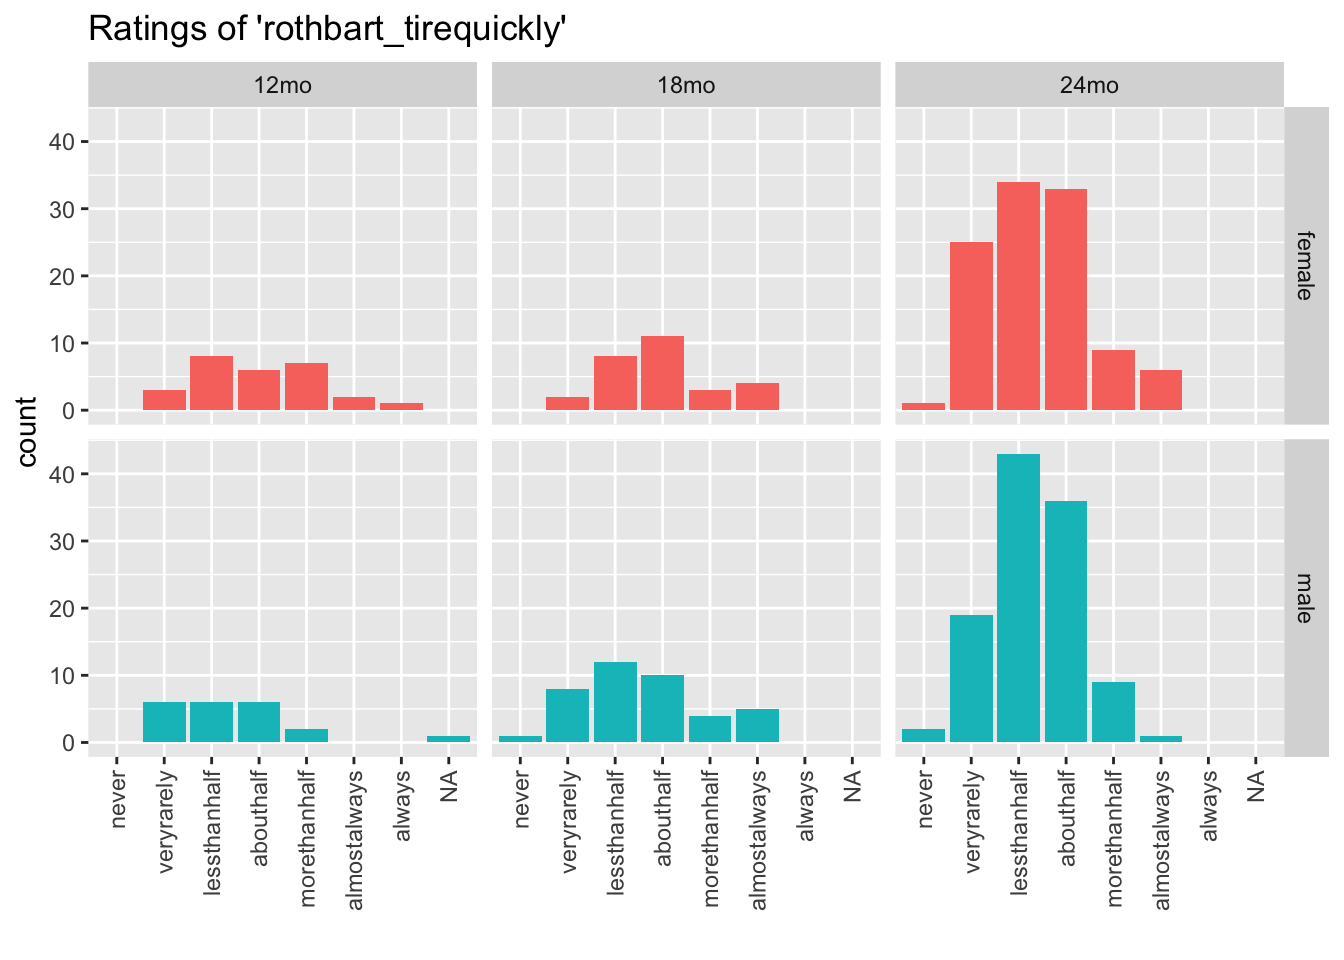 Ratings of 'rothbart_tirequickly'
12mo 18mo 24mo
40
30
20
10
0
female
count
40
30
20
10
0
male
never veryrarely lessthanhalf abouthalf morethanhalf almostalways always NA never veryrarely lessthanhalf abouthalf morethanhalf almostalways always NA never veryrarely lessthanhalf abouthalf morethanhalf almostalways always NA